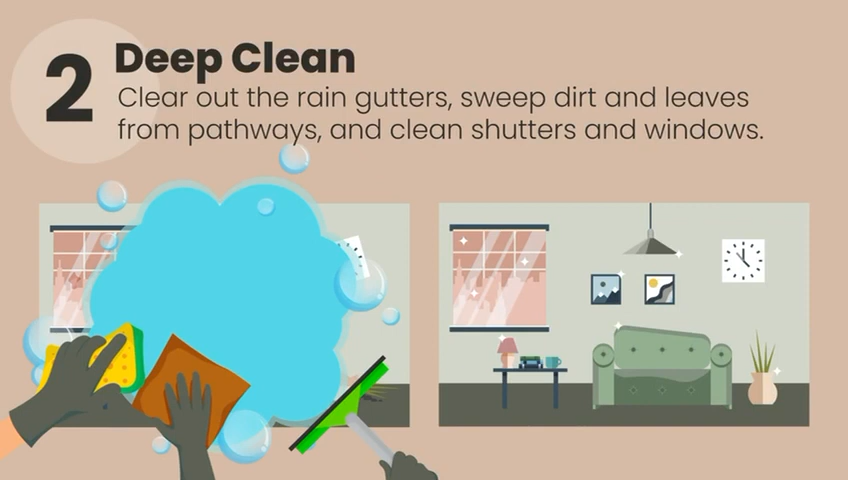 2
Deep Clean
Clear out the rain gutters, sweep dirt and leaves
from pathways, and clean shutters and windows.